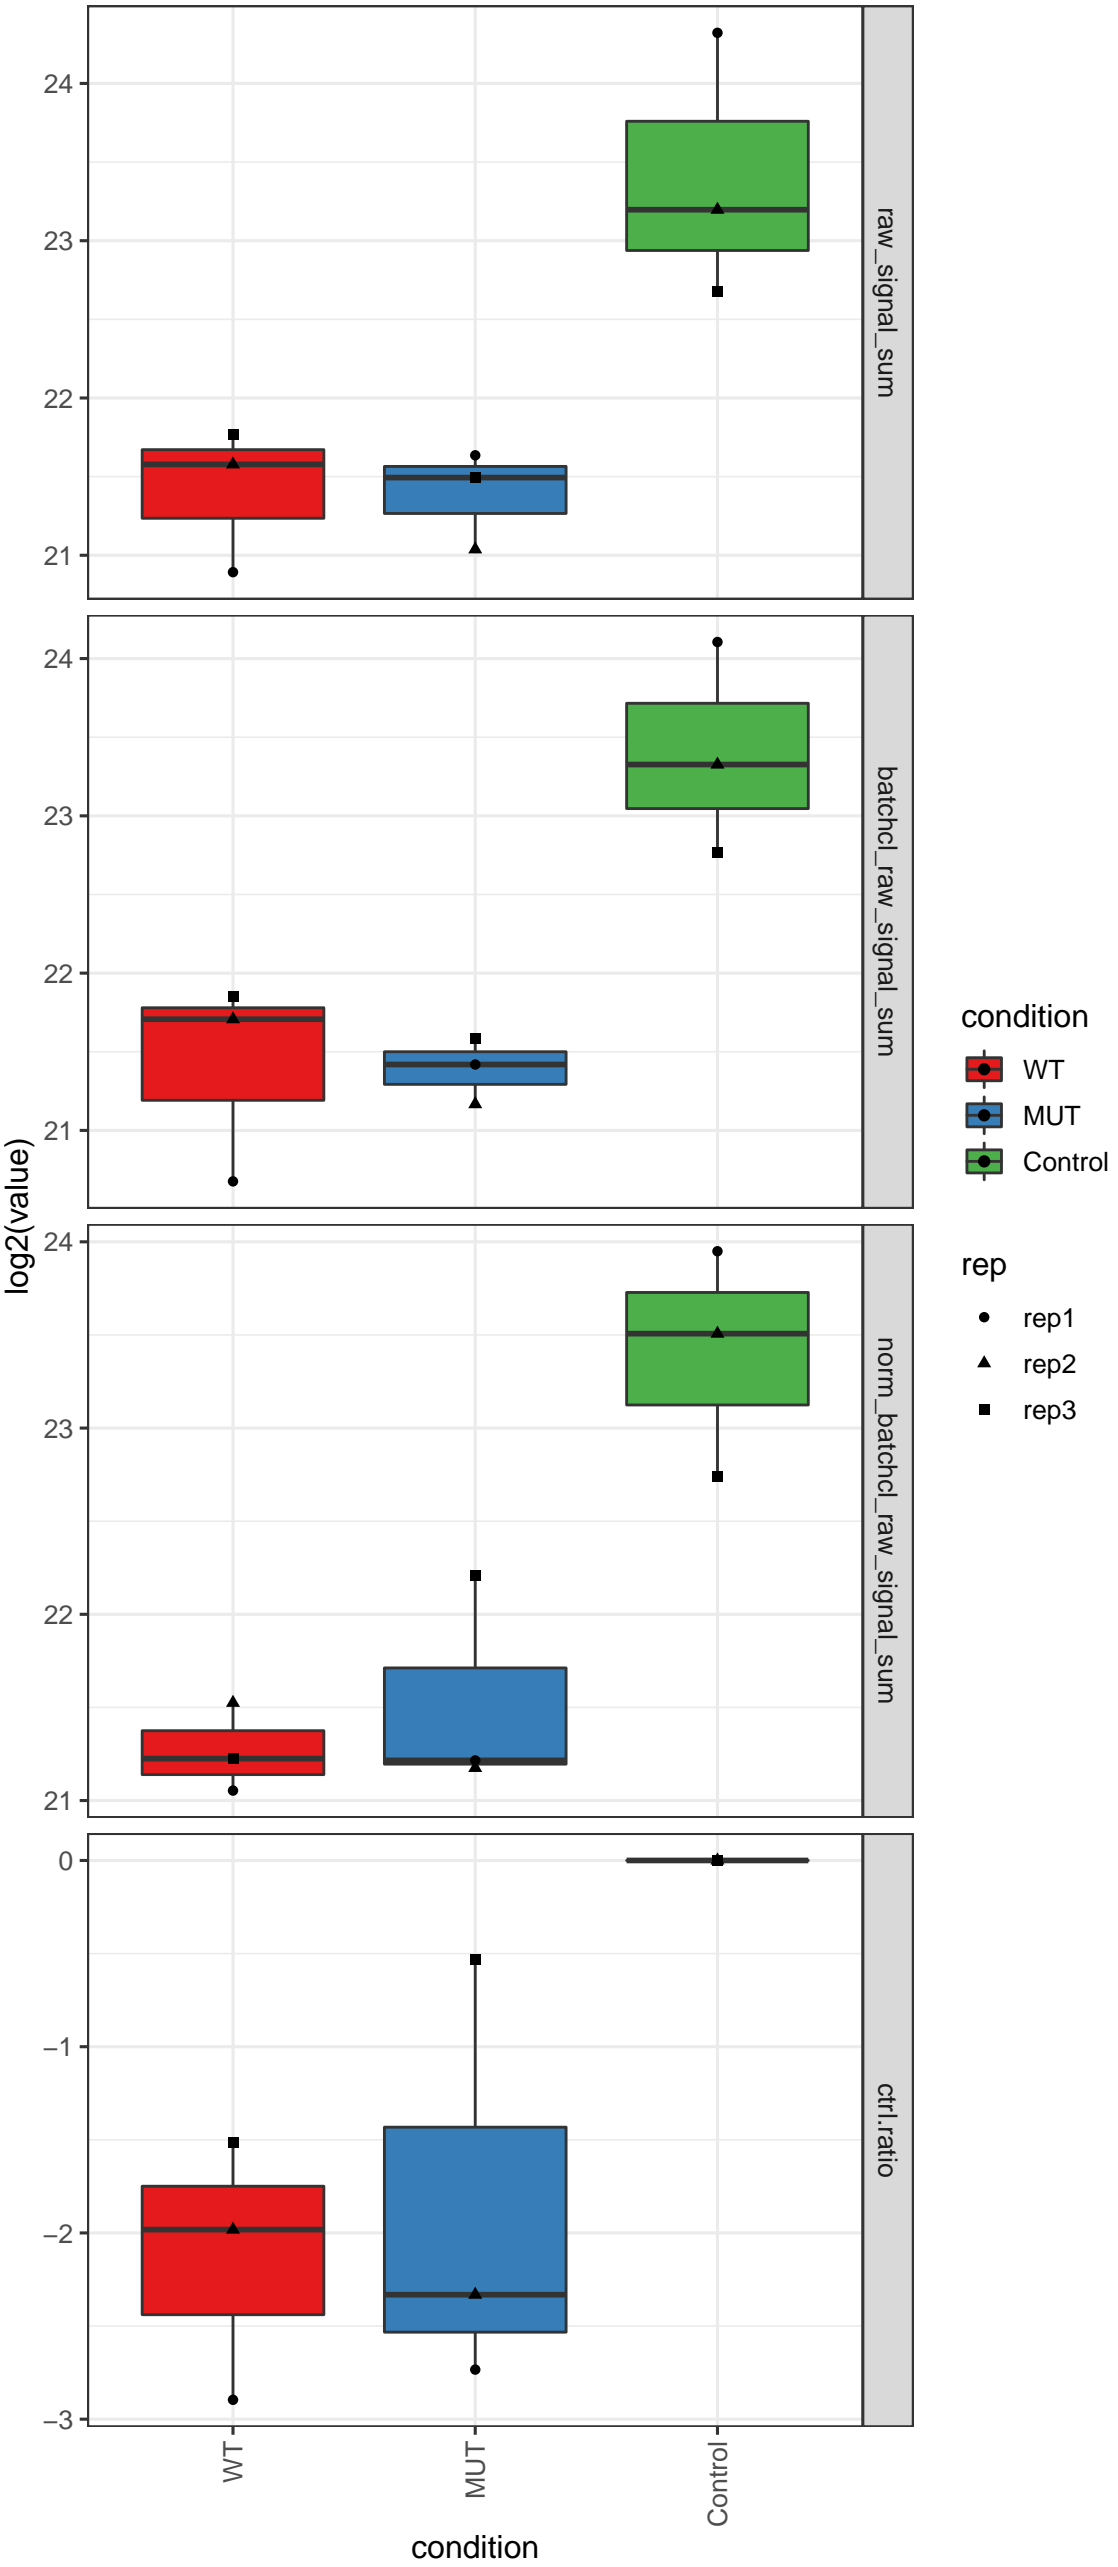 log2(value)
24
23
22
21
raw_signal_sum
24
23
22
21
batchcl_raw_signal_sum
24
23
22
21
norm_batchcl_raw_signal_sum
0
−1
−2
−3
ctrl.ratio
WT
MUT
Control
condition
condition
WT
MUT
Control
rep
rep1
rep2
rep3